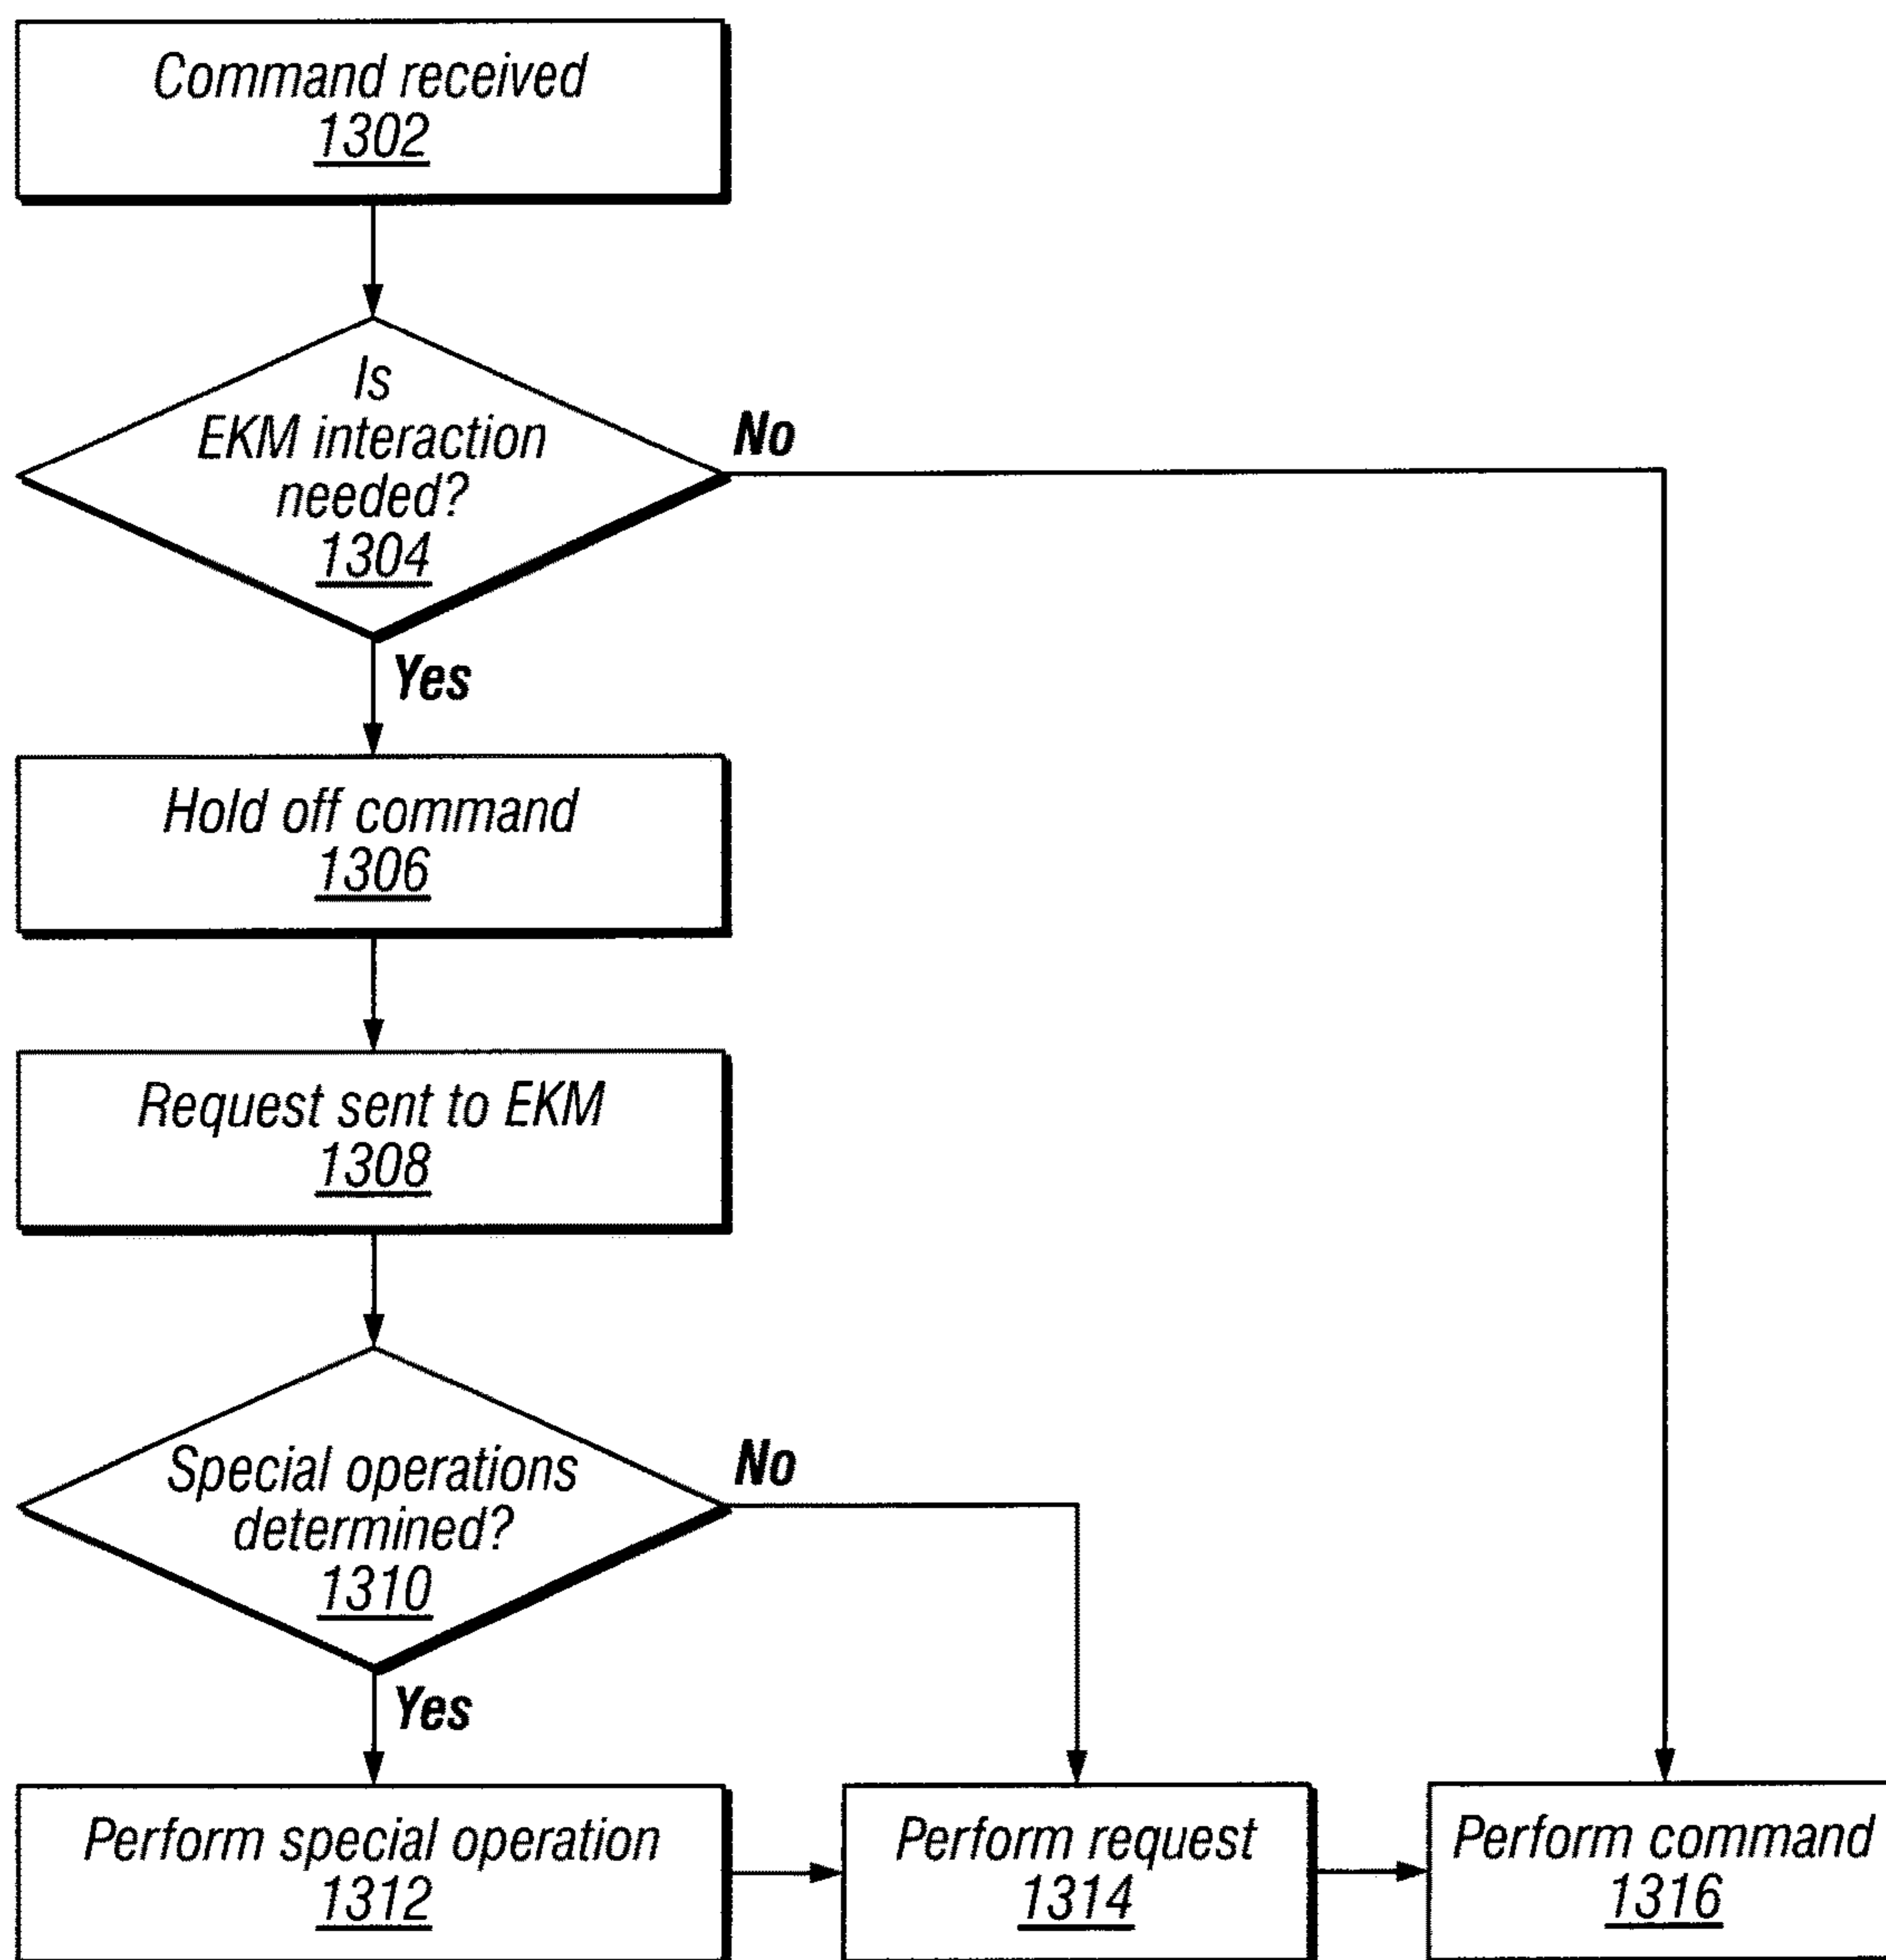 Command received
1302
Is
EKM interaction
needed?
1304
No
Yes
Hold off command
1306
Request sent to EKM
1308
Special operations
determined?
1310
No
Yes
Perform special operation
1312
Perform request
1314
Perform command
1316